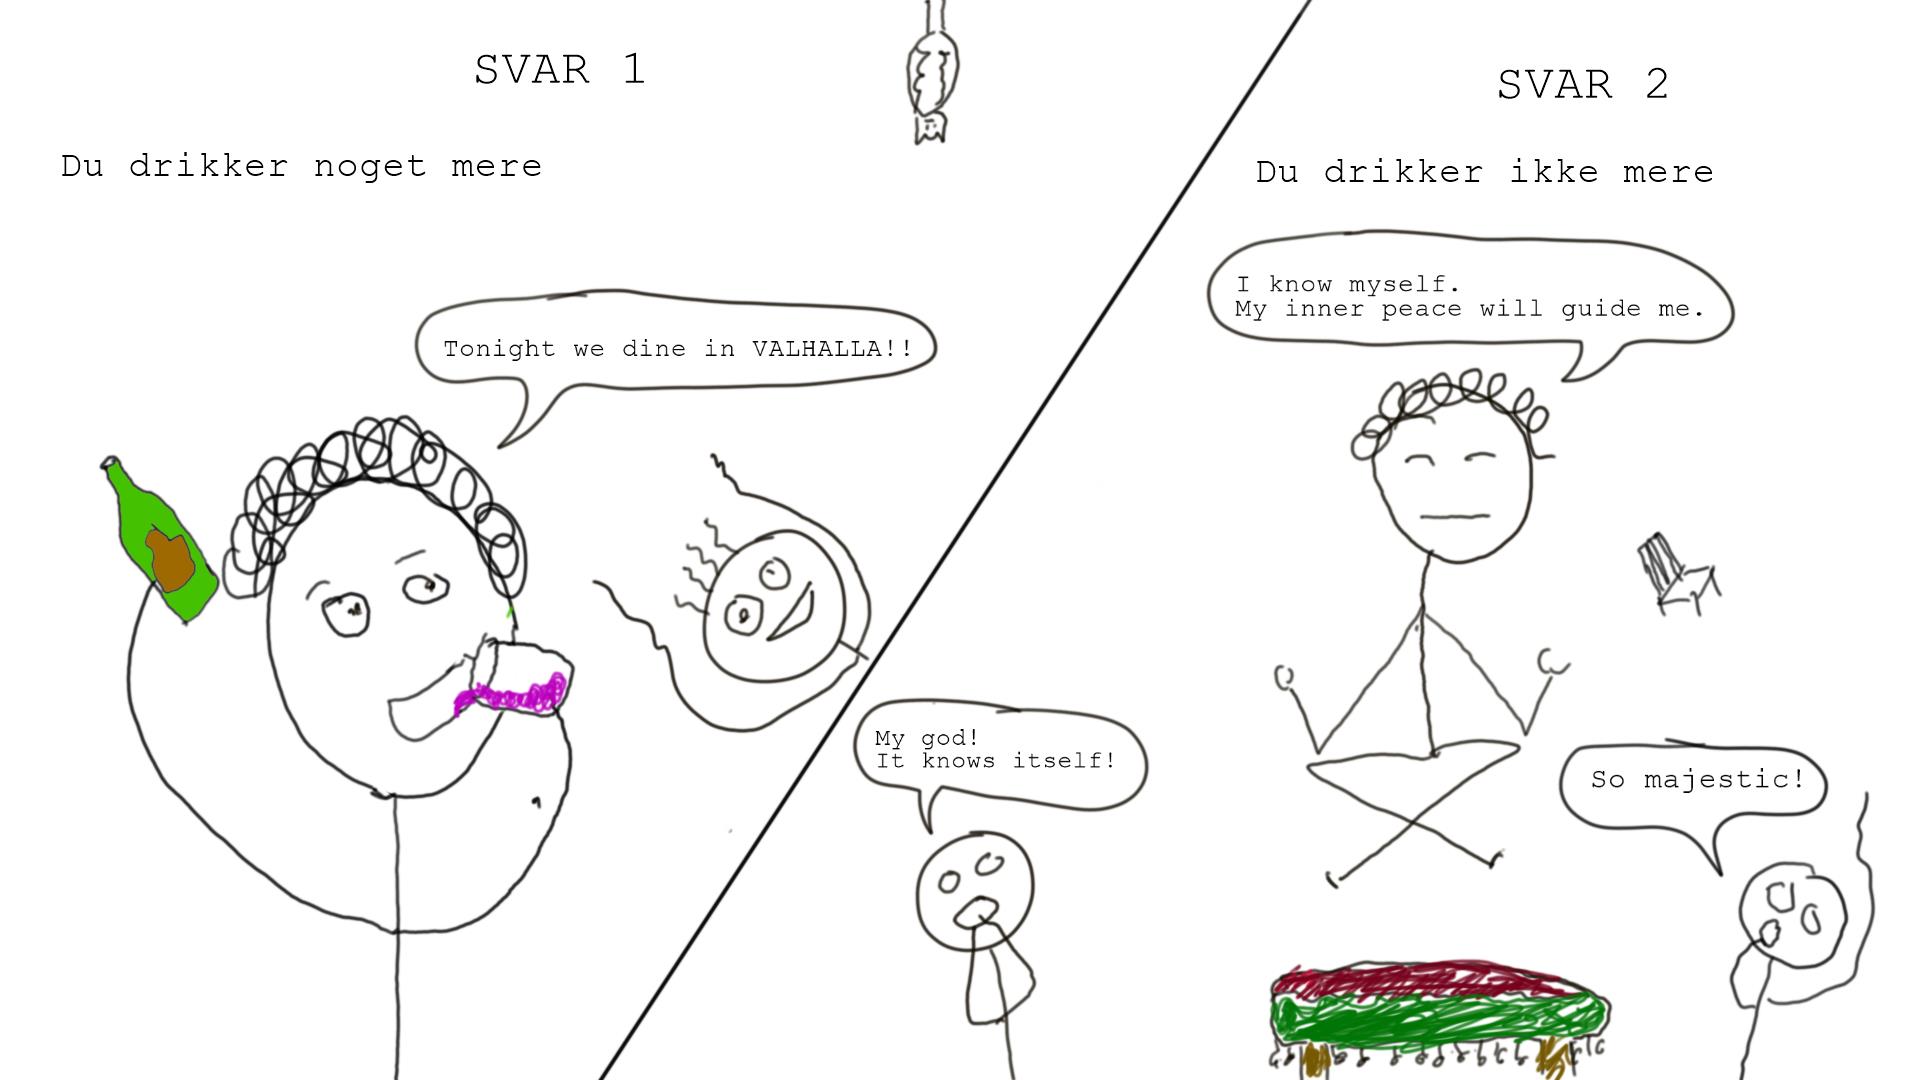 SVAR 1
Du drikker noget mere
Tonight we dine in VALHALLA!!
SVAR 2
Du drikker ikke mere
I know myself.
My inner peace will guide me.
My god!
It knows itself!
So majestic!